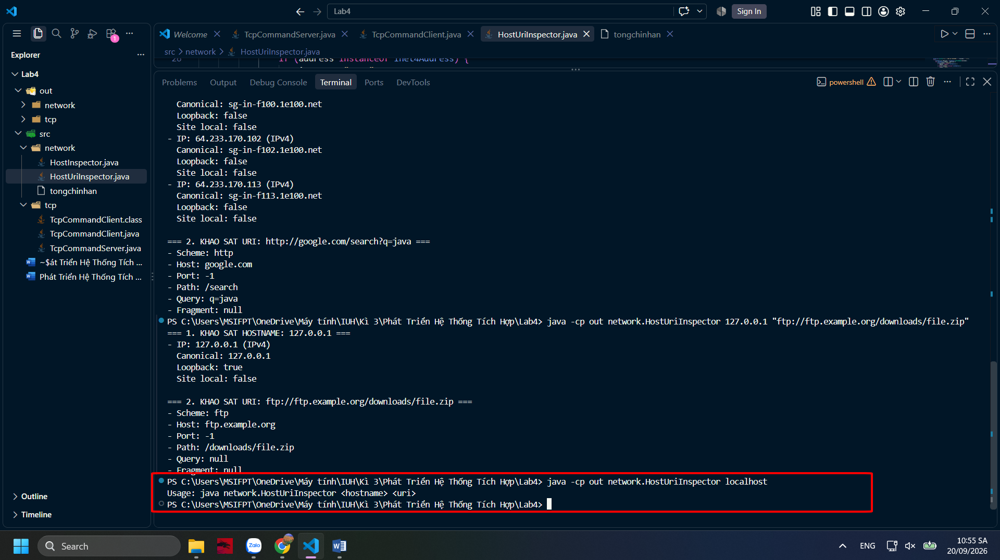 Lab4
Sign In
Explorer
Lab4
out
network
tcp
src
network
HostInspector.java
HostUriInspector.java
tongchinhan
tcp
TcpCommandClient.class
TcpCommandClient.java
TcpCommandServer.java
~$át Triển Hệ Thống Tích ...
Phát Triển Hệ Thống Tích ...
Outline
Timeline
Welcome
TcpCommandServer.java
TcpCommandClient.java
HostUriInspector.java
tongchinhan
src > network > HostUriInspector.java
if (address instanceof Inet4Address) {
Problems Output Debug Console Terminal Ports DevTools
powershell
Canonical: sg-in-f100.1e100.net
Loopback: false
Site local: false
- IP: 64.233.170.102 (IPv4)
Canonical: sg-in-f102.1e100.net
Loopback: false
Site local: false
- IP: 64.233.170.113 (IPv4)
Canonical: sg-in-f113.1e100.net
Loopback: false
Site local: false
=== 2. KHAO SAT URI: http://google.com/search?q=java ===
- Scheme: http
- Host: google.com
- Port: -1
- Path: /search
- Query: q=java
- Fragment: null
PS C:\Users\MSIFPT\OneDrive\Máy tính\IUH\Kì 3\Phát Triển Hệ Thống Tích Hợp\Lab4> java -cp out network.HostUriInspector 127.0.0.1 "ftp://ftp.example.org/downloads/file.zip"
=== 1. KHAO SAT HOSTNAME: 127.0.0.1 ===
- IP: 127.0.0.1 (IPv4)
Canonical: 127.0.0.1
Loopback: true
Site local: false
=== 2. KHAO SAT URI: ftp://ftp.example.org/downloads/file.zip ===
- Scheme: ftp
- Host: ftp.example.org
- Port: -1
- Path: /downloads/file.zip
- Query: null
- Fragment: null
PS C:\Users\MSIFPT\OneDrive\Máy tính\IUH\Kì 3\Phát Triển Hệ Thống Tích Hợp\Lab4> java -cp out network.HostUriInspector localhost
Usage: java network.HostUriInspector <hostname> <uri>
PS C:\Users\MSIFPT\OneDrive\Máy tính\IUH\Kì 3\Phát Triển Hệ Thống Tích Hợp\Lab4>
Search
Zalo
ENG
10:55 SA
20/09/2026